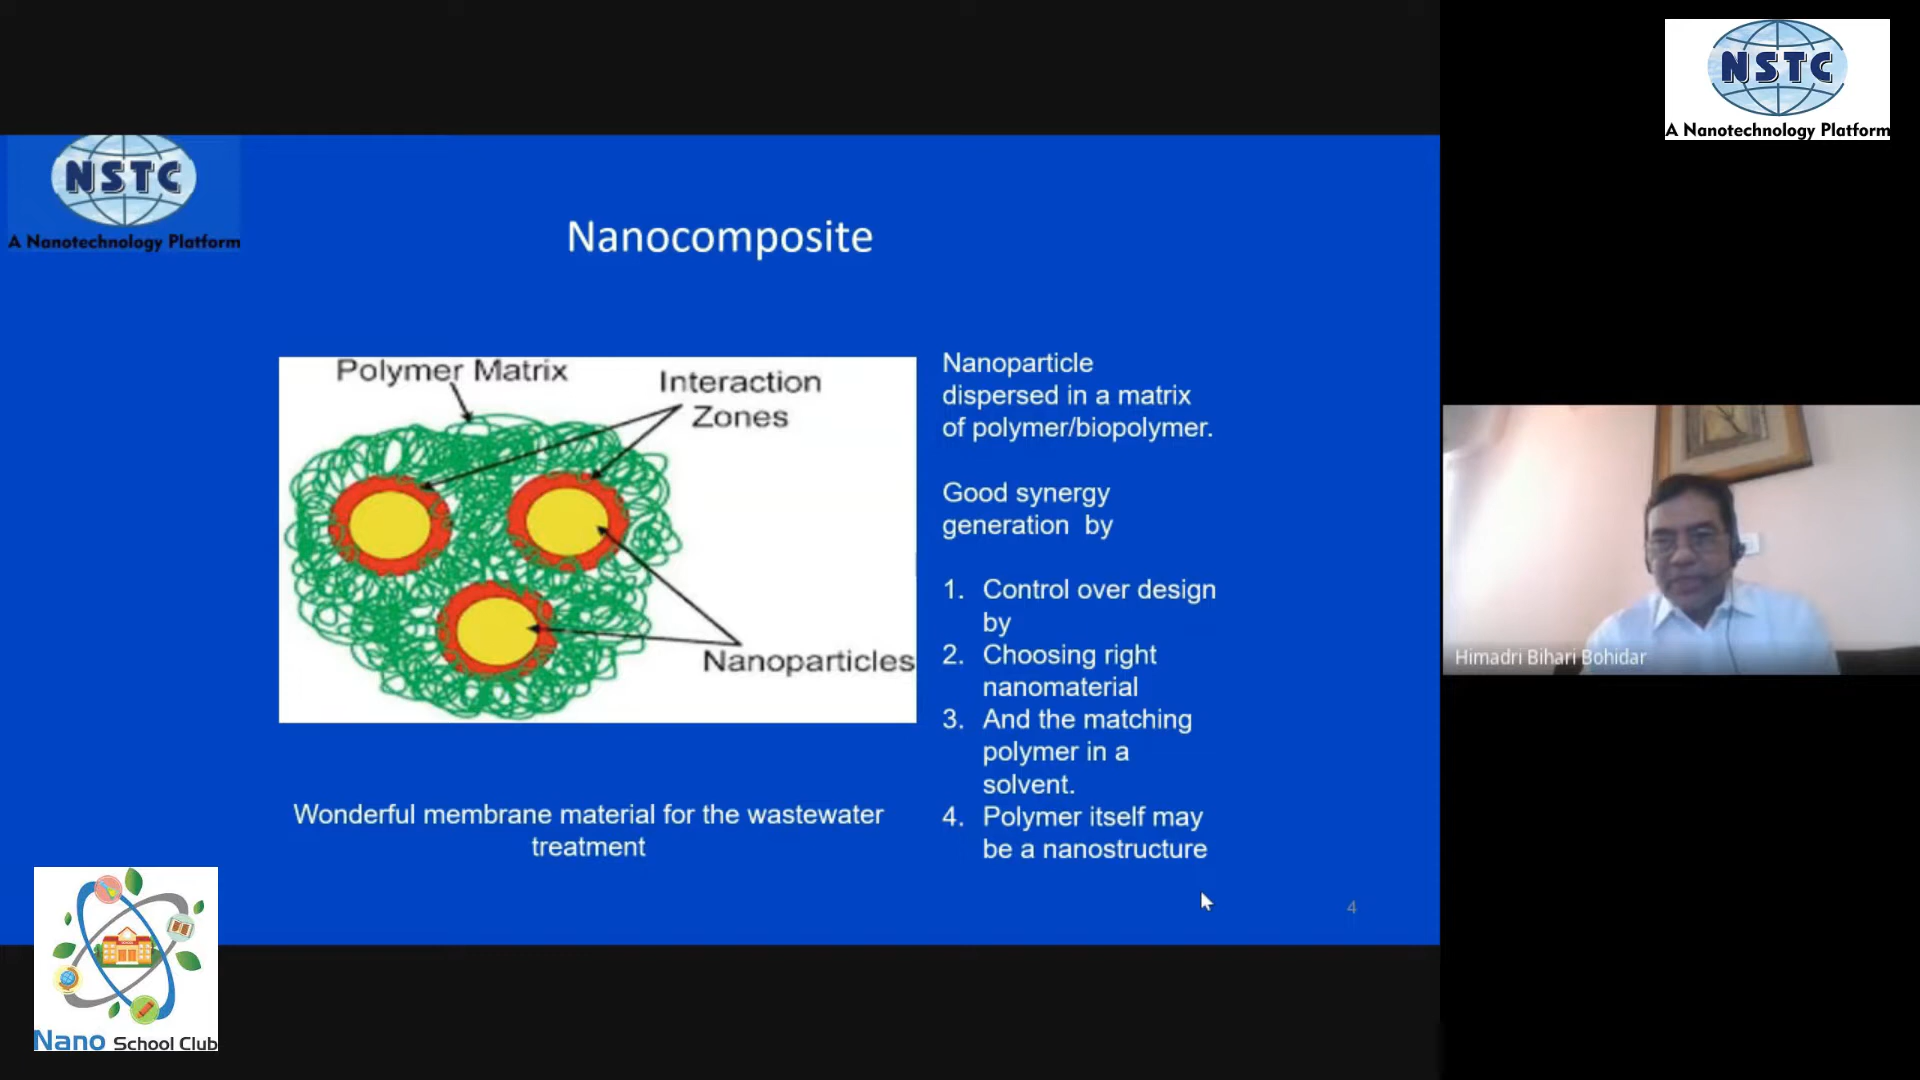 NSTC
A Nanotechnology Platform
NSTC
A Nanotechnology Platform
Nanocomposite
Polymer Matrix
Interaction
Zones
Nanoparticles
Nanoparticle
dispersed in a matrix
of polymer/biopolymer.
Good synergy
generation by
1. Control over design
by
2. Choosing right
nanomaterial
3. And the matching
polymer in a
solvent.
4. Polymer itself may
be a nanostructure
Wonderful membrane material for the wastewater
treatment
4
Himadri Bihari Bohidar
Nano School Club